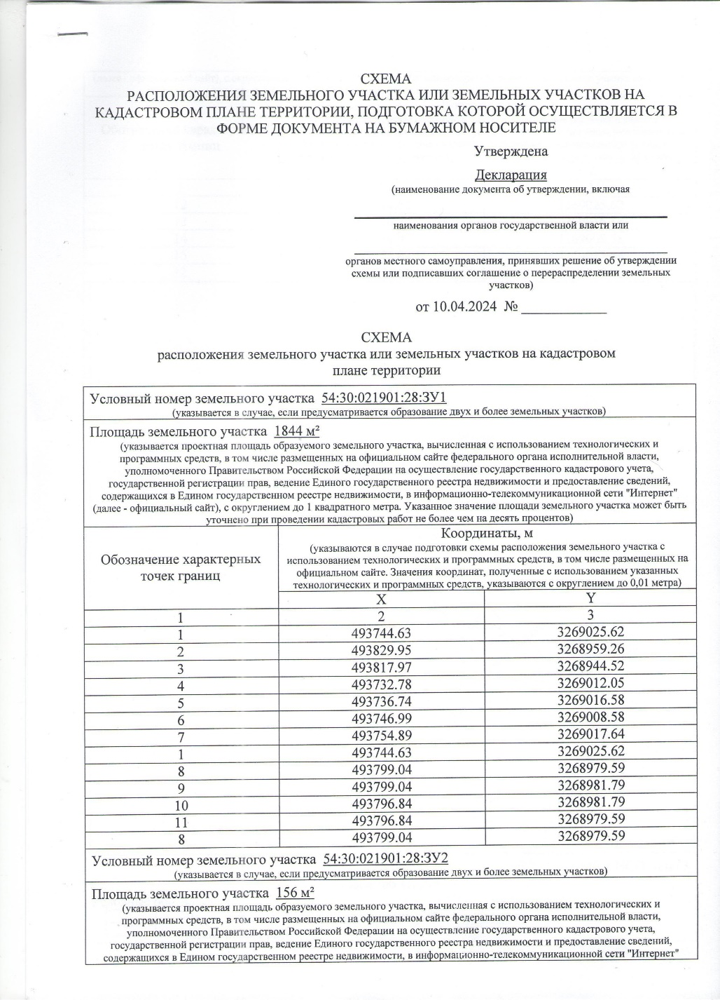 СХЕМА
РАСПОЛОЖЕНИЯ ЗЕМЕЛЬНОГО УЧАСТКА ИЛИ ЗЕМЕЛЬНЫХ УЧАСТКОВ НА
КАДАСТРОВОМ ПЛАНЕ ТЕРРИТОРИИ, ПОДГОТОВКА КОТОРОЙ ОСУЩЕСТВЛЯЕТСЯ В
ФОРМЕ ДОКУМЕНТА НА БУМАЖНОМ НОСИТЕЛЕ
Утверждена
Декларация
(наименование документа об утверждении, включая
наименования органов государственной власти или
органов местного самоуправления, принявших решение об утверждении
схемы или подписавших соглашение о перераспределении земельных
участков)
от 10.04.2024 № ____________
СХЕМА
расположения земельного участка или земельных участков на кадастровом
плане территории
Условный номер земельного участка 54:30:021901:28:ЗУ1
(указывается в случае, если предусматривается образование двух и более земельных участков)
Площадь земельного участка 1844 м²
(указывается проектная площадь образуемого земельного участка, вычисленная с использованием технологических и
программных средств, в том числе размещенных на официальном сайте федерального органа исполнительной власти,
уполномоченного Правительством Российской Федерации на осуществление государственного кадастрового учета,
государственной регистрации прав, ведение Единого государственного реестра недвижимости и предоставление сведений,
содержащихся в Едином государственном реестре недвижимости, в информационно-телекоммуникационной сети "Интернет"
(далее - официальный сайт), с округлением до 1 квадратного метра. Указанное значение площади земельного участка может быть
уточнено при проведении кадастровых работ не более чем на десять процентов)
Обозначение характерных
точек границ
Координаты, м
(указываются в случае подготовки схемы расположения земельного участка с
использованием технологических и программных средств, в том числе размещенных на
официальном сайте. Значения координат, полученные с использованием указанных
технологических и программных средств, указываются с округлением до 0,01 метра)
X Y
1 2 3
1 493744.63 3269025.62
2 493829.95 3268959.26
3 493817.97 3268944.52
4 493732.78 3269012.05
5 493736.74 3269016.58
6 493746.99 3269008.58
7 493754.89 3269017.64
1 493744.63 3269025.62
8 493799.04 3268979.59
9 493799.04 3268981.79
10 493796.84 3268981.79
11 493796.84 3268979.59
8 493799.04 3268979.59
Условный номер земельного участка 54:30:021901:28:ЗУ2
(указывается в случае, если предусматривается образование двух и более земельных участков)
Площадь земельного участка 156 м²
(указывается проектная площадь образуемого земельного участка, вычисленная с использованием технологических и
программных средств, в том числе размещенных на официальном сайте федерального органа исполнительной власти,
уполномоченного Правительством Российской Федерации на осуществление государственного кадастрового учета,
государственной регистрации прав, ведение Единого государственного реестра недвижимости и предоставление сведений,
содержащихся в Едином государственном реестре недвижимости, в информационно-телекоммуникационной сети "Интернет"